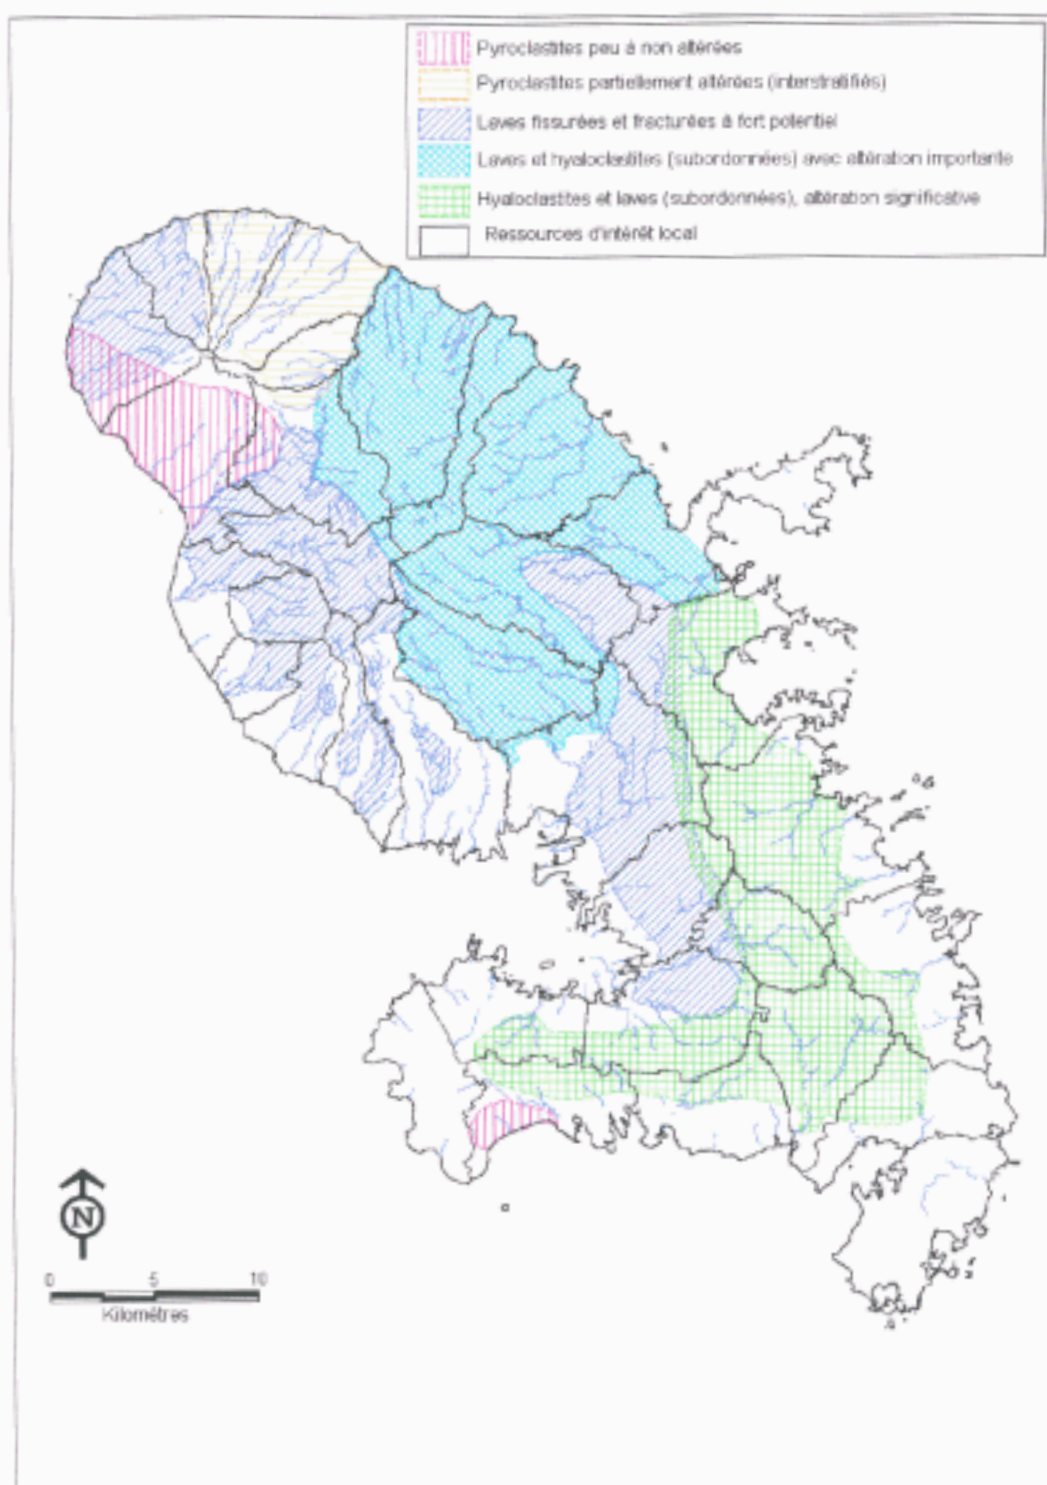 Pyroclastites peu à non altérées
Pyroclastites partiellement altérées (interstratifiés)
Laves fissurées et fracturées à fort potentiel
Laves et hyaloclastites (subordonnées) avec altération importante
Hyaloclastites et laves (subordonnées), altération significative
Ressources d'intérêt local
N
0 5 10
Kilomètres